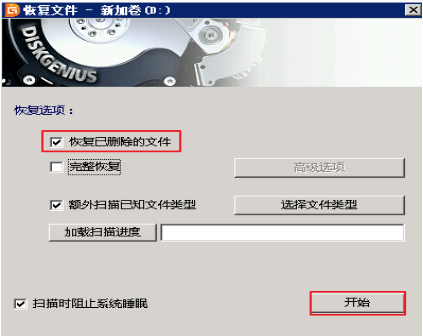 恢复文件 - 新加卷(D:)
DISKGENIUS
恢复选项：
恢复已删除的文件
完整恢复
高级选项
额外扫描已知文件类型
选择文件类型
加载扫描进度
扫描时阻止系统睡眠
开始